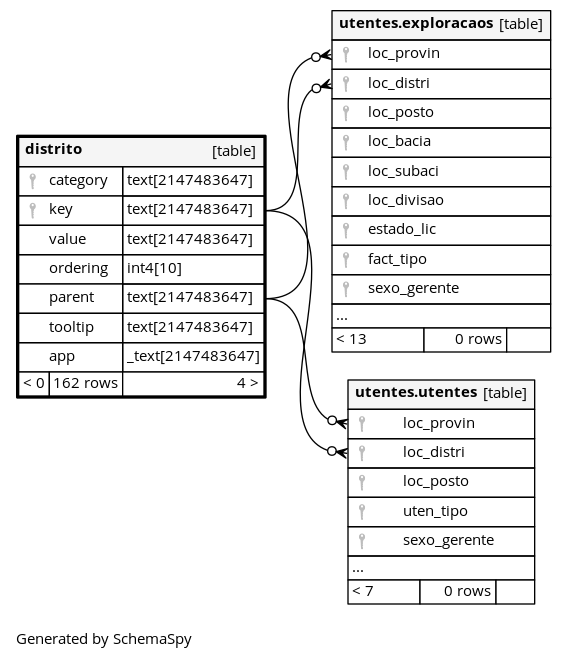 utentes.exploracaos [table]
loc_provin
loc_distri
loc_posto
loc_bacia
loc_subaci
loc_divisao
estado_lic
fact_tipo
sexo_gerente
...
< 13 0 rows
distrito [table]
category text[2147483647]
key text[2147483647]
value text[2147483647]
ordering int4[10]
parent text[2147483647]
tooltip text[2147483647]
app _text[2147483647]
< 0 162 rows 4 >
utentes.utentes [table]
loc_provin
loc_distri
loc_posto
uten_tipo
sexo_gerente
...
< 7 0 rows
Generated by SchemaSpy